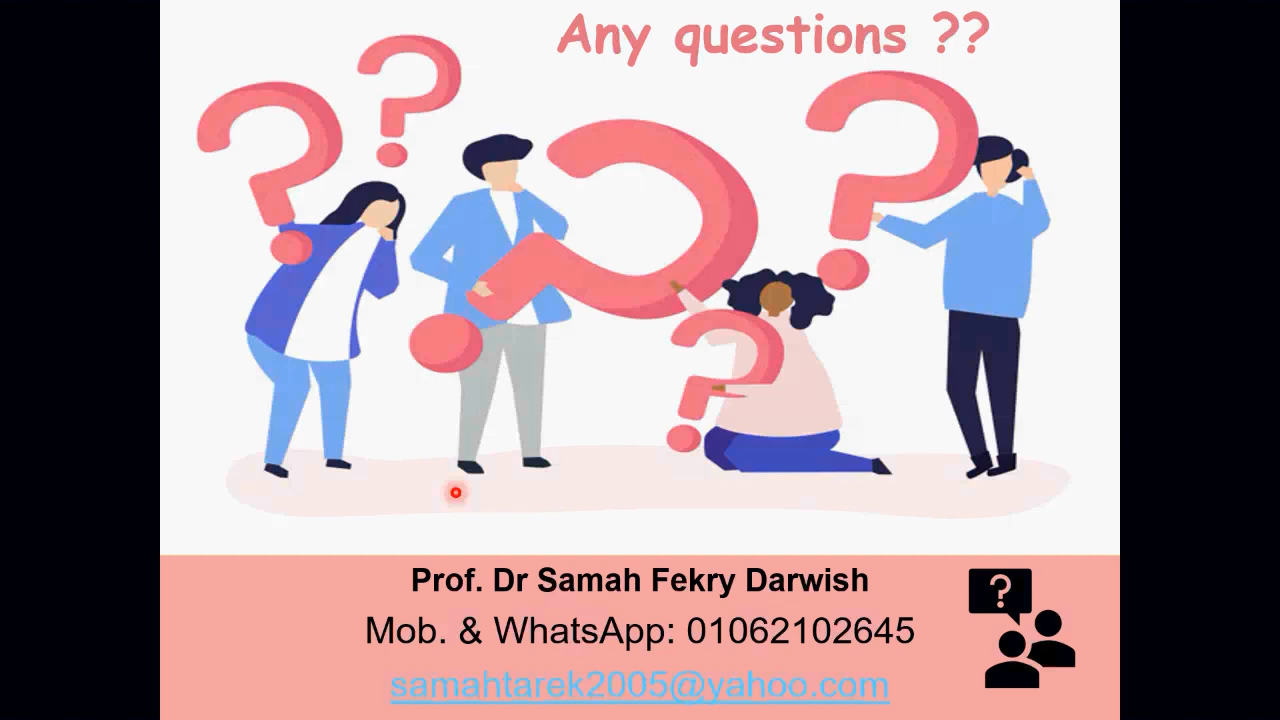 Any questions ??
Prof. Dr Samah Fekry Darwish
Mob. & WhatsApp: 01062102645
samahtarek2005@yahoo.com